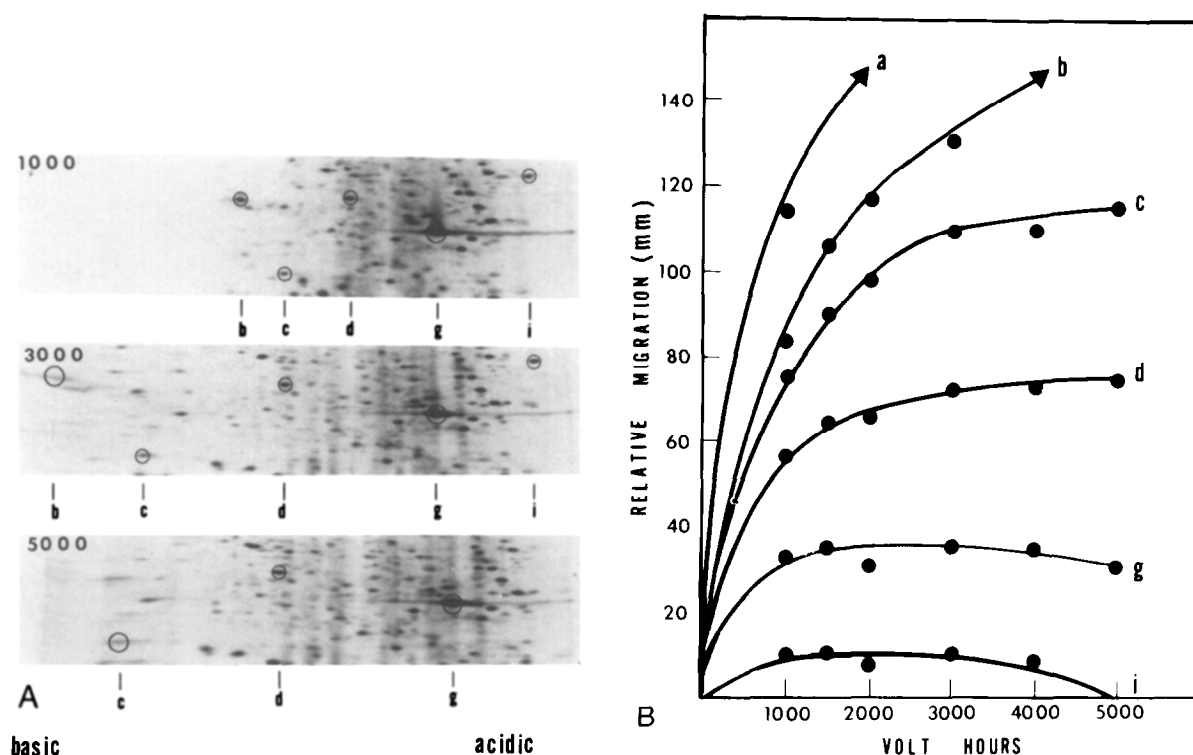 1000
b c d g i
3000
b c d g i
5000
c d g
A
basic acidic
RELATIVE MIGRATION (mm)
140
120
100
80
60
40
20
a
b
c
d
g
i
B
1000 2000 3000 4000 5000
VOLT HOURS